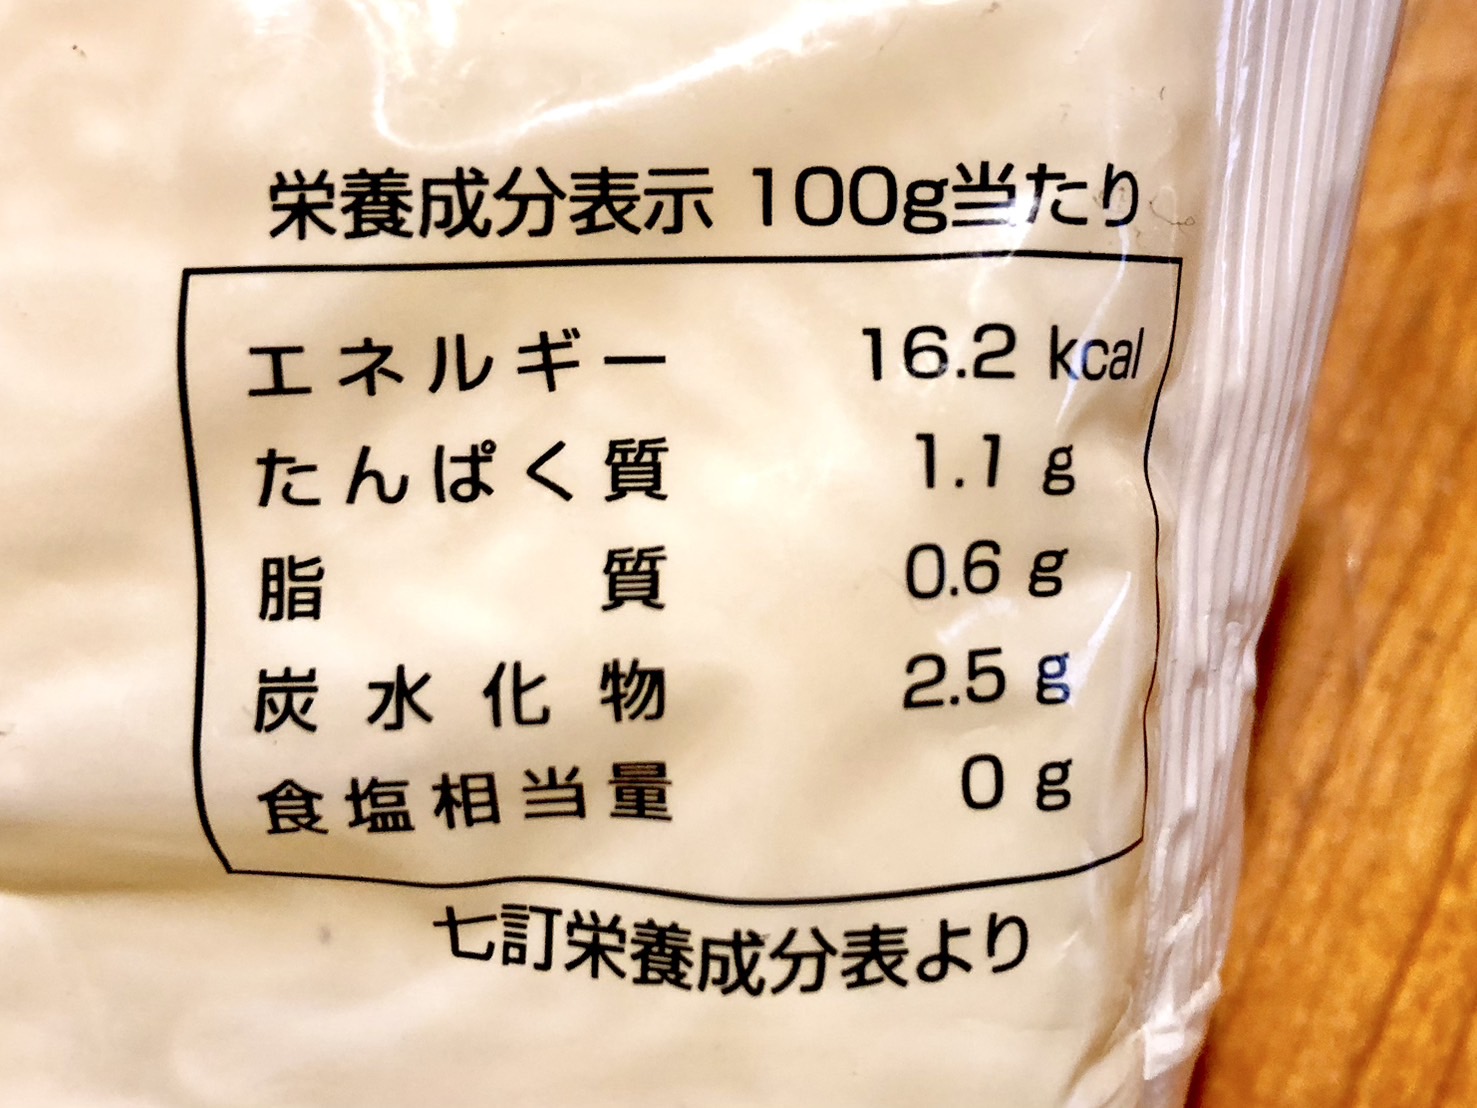 栄養成分表示 100g当たり
エネルギー 16.2 kcal
たんぱく質 1.1 g
脂質 0.6 g
炭水化物 2.5 g
食塩相当量 0 g
七訂栄養成分表より